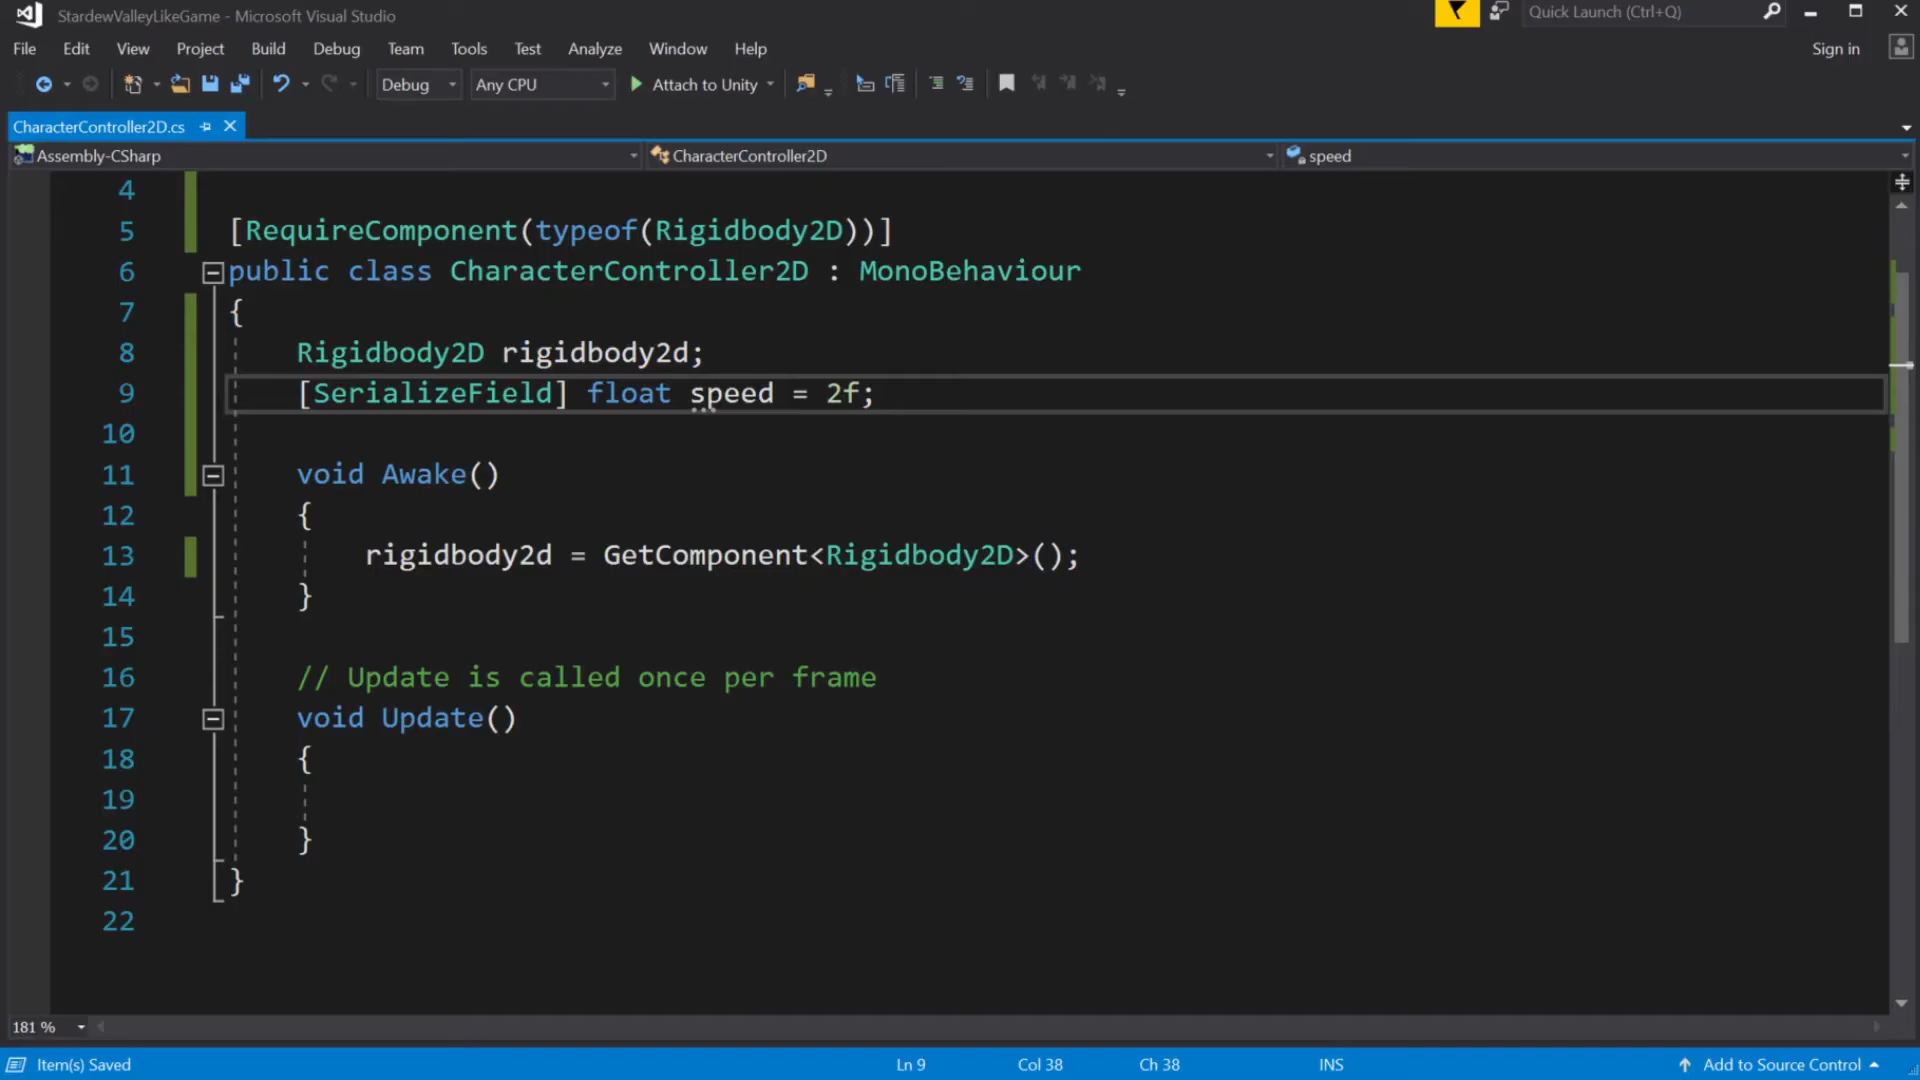 StardewValleyLikeGame - Microsoft Visual Studio
Quick Launch (Ctrl+Q)
File Edit View Project Build Debug Team Tools Test Analyze Window Help
Sign in
Debug Any CPU Attach to Unity
CharacterController2D.cs
Assembly-CSharp CharacterController2D speed
4
5 [RequireComponent(typeof(Rigidbody2D))]
6 public class CharacterController2D : MonoBehaviour
7 {
8 Rigidbody2D rigidbody2d;
9 [SerializeField] float speed = 2f;
10
11 void Awake()
12 {
13 rigidbody2d = GetComponent<Rigidbody2D>();
14 }
15
16 // Update is called once per frame
17 void Update()
18 {
19
20 }
21 }
22
181 %
Item(s) Saved Ln 9 Col 38 Ch 38 INS Add to Source Control